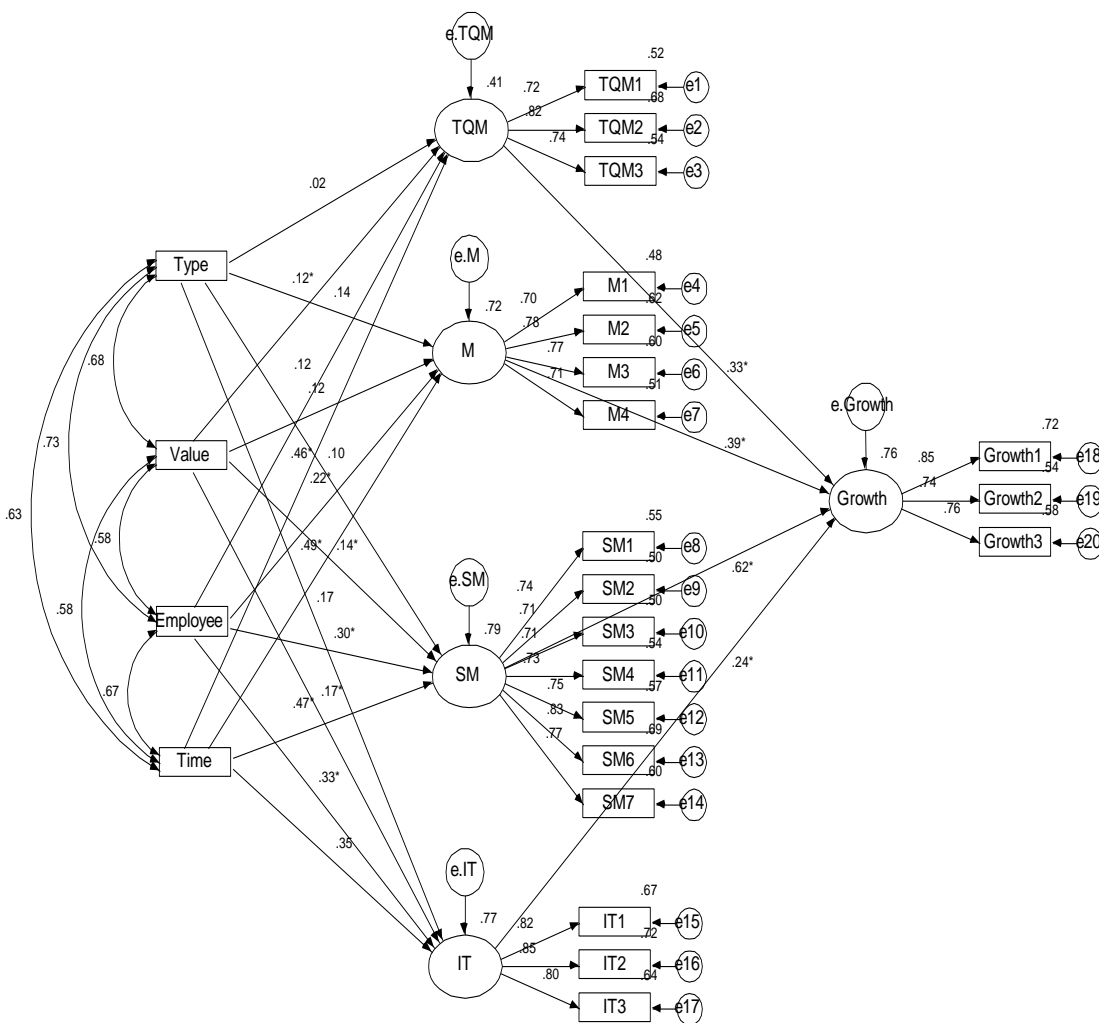 e.TQM
.41
TQM
.72
.82
.74
.52
TQM1
e1
.68
TQM2
e2
.54
TQM3
e3
.02
Type
.12*
.14
e.M
.72
M
.70
.78
.77
.71
.48
M1
e4
.62
M2
e5
.60
M3
e6
.51
M4
e7
.33*
.39*
.68
.73
.12
.12
Value
.46*
.10
.22*
e.Growth
.76
Growth
.85
.74
.76
.72
Growth1
e18
.54
Growth2
e19
.58
Growth3
e20
.63
.58
.58
.49*
.14*
.17
Employee
.30*
e.SM
.79
SM
.74
.71
.71
.73
.75
.83
.77
.55
SM1
e8
.50
SM2
e9
.50
SM3
e10
.54
SM4
e11
.57
SM5
e12
.69
SM6
e13
.60
SM7
e14
.62*
.24*
.67
.47*
.17*
Time
.33*
.35
e.IT
.77
IT
.82
.85
.80
.67
IT1
e15
.72
IT2
e16
.64
IT3
e17